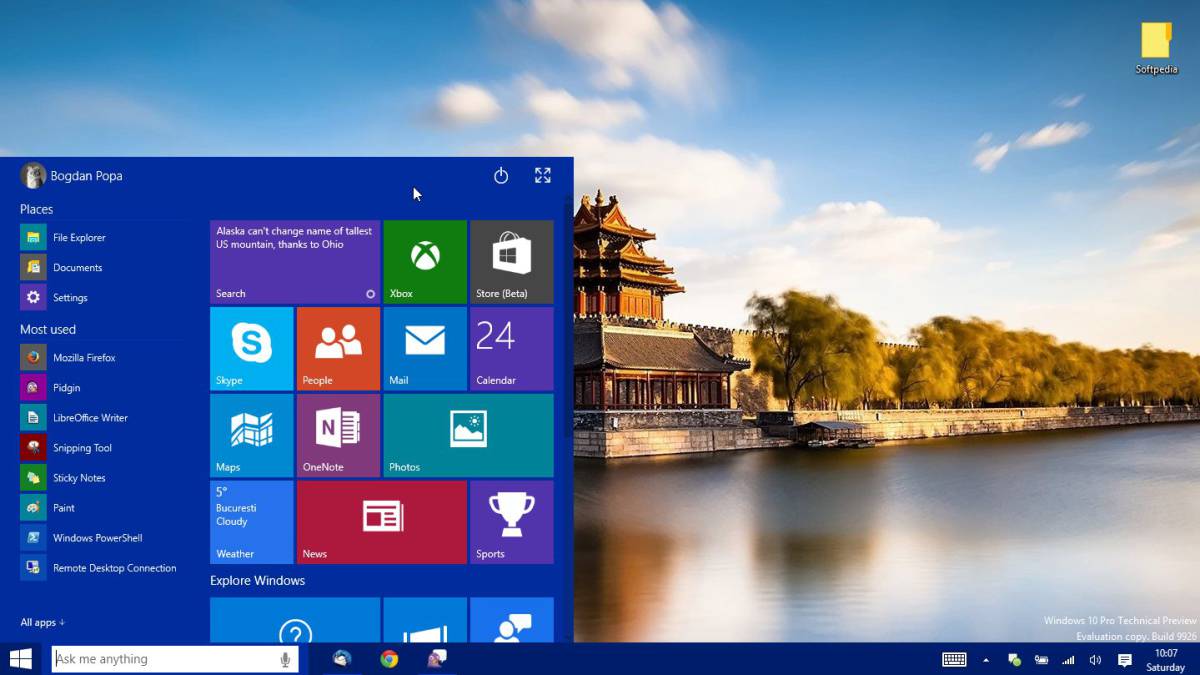 Softpedia
Bogdan Popa
Places
File Explorer
Documents
Settings
Most used
Mozilla Firefox
Pidgin
LibreOffice Writer
Snipping Tool
Sticky Notes
Paint
Windows PowerShell
Remote Desktop Connection
All apps
Alaska can't change name of tallest
US mountain, thanks to Ohio
Search
Xbox
Store (Beta)
Skype
People
Mail
24
Calendar
Maps
N
OneNote
Photos
5°
Bucuresti
Cloudy
Weather
News
Sports
Explore Windows
?
Windows 10 Pro Technical Preview
Evaluation copy. Build 9926
Ask me anything
10:07
Saturday